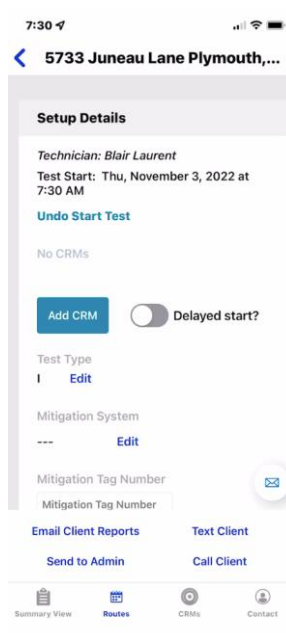 7:30
5733 Juneau Lane Plymouth,...
Setup Details
Technician: Blair Laurent
Test Start: Thu, November 3, 2022 at
7:30 AM
Undo Start Test
No CRMs
Add CRM
Delayed start?
Test Type
I Edit
Mitigation System
--- Edit
Mitigation Tag Number
Mitigation Tag Number
Email Client Reports
Text Client
Send to Admin
Call Client
Summary View
Routes
CRMs
Contact